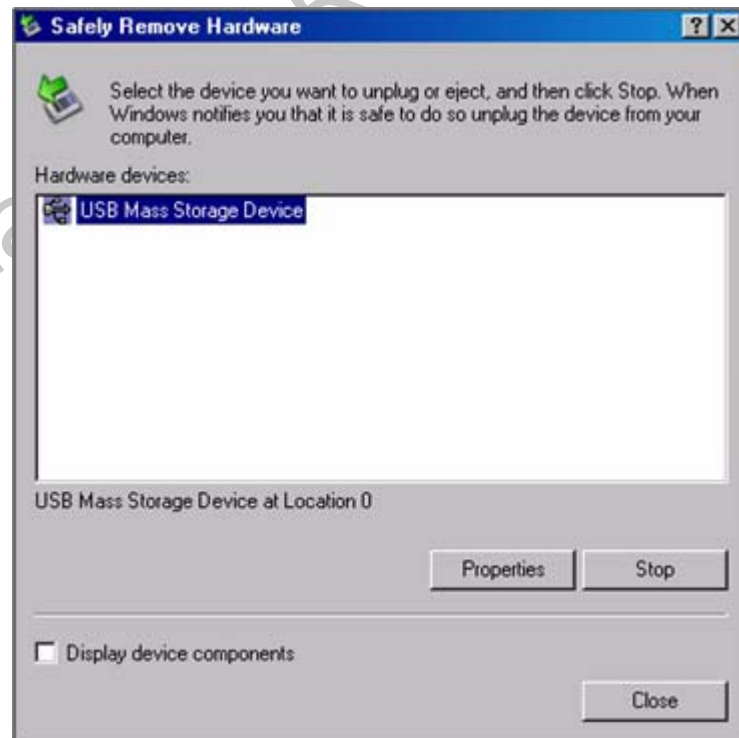 Safely Remove Hardware
Select the device you want to unplug or eject, and then click Stop. When
Windows notifies you that it is safe to do so unplug the device from your
computer.
Hardware devices:
USB Mass Storage Device
USB Mass Storage Device at Location 0
Properties Stop
Display device components
Close